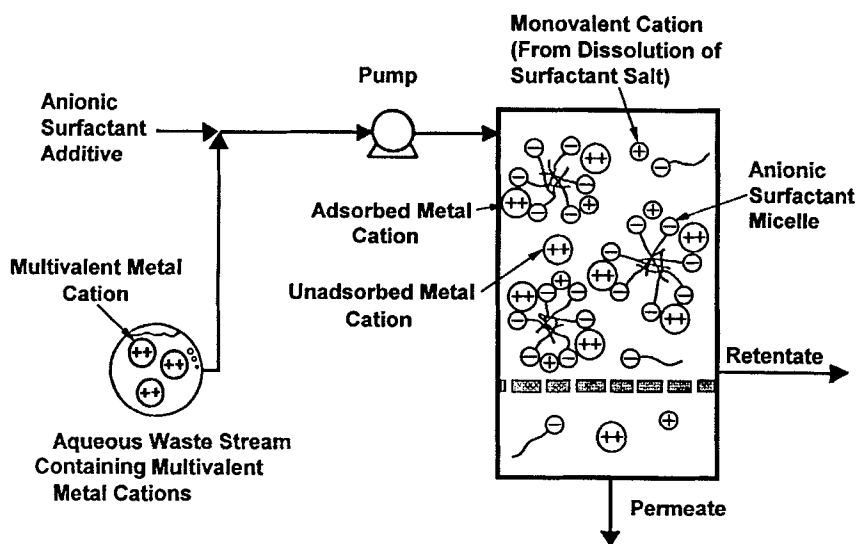 Monovalent Cation
(From Dissolution of
Surfactant Salt)
Pump
Anionic
Surfactant
Additive
Anionic
Surfactant
Micelle
Adsorbed Metal
Cation
Multivalent Metal
Cation
Unadsorbed Metal
Cation
Retentate
Aqueous Waste Stream
Containing Multivalent
Metal Cations
Permeate